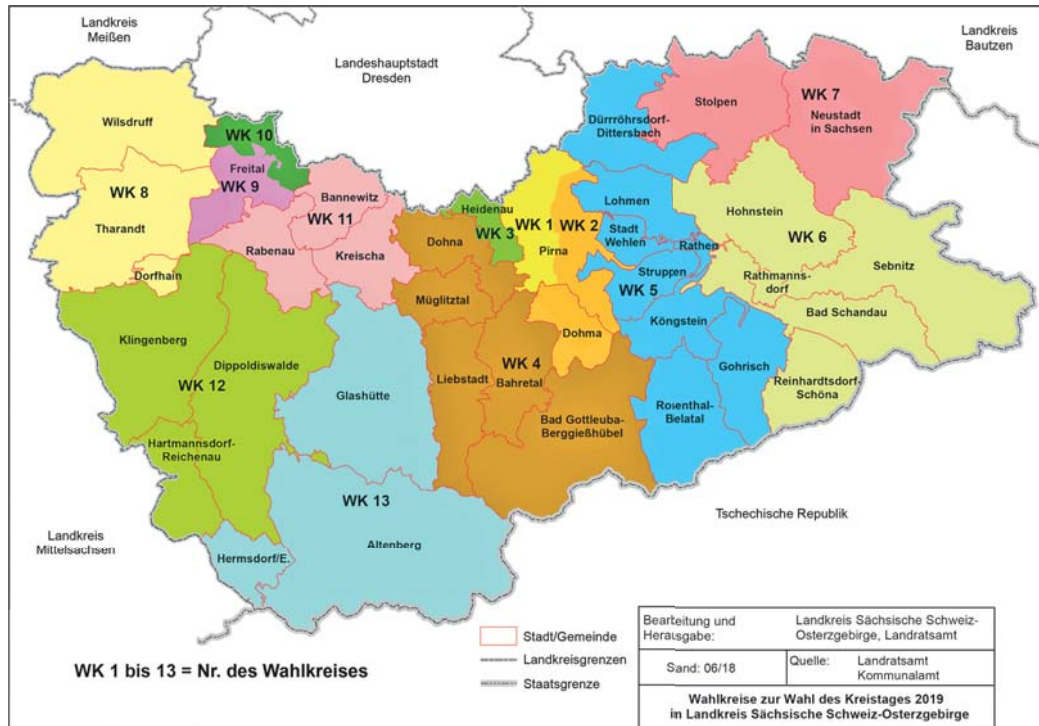 Landkreis
Meißen
Landeshauptstadt
Dresden
Landkreis
Bautzen
Wilsdruff
WK 10
Freital
WK 9
WK 8
Tharandt
Dorfhain
Bannewitz
WK 11
Rabenau
Kreischa
Heidenau
WK 3
Dohna
Müglitztal
WK 1
Pirna
WK 2
Dohma
Dürrröhrsdorf-
Dittersbach
Lohmen
Stadt
Wehlen
Rathen
Struppen
WK 5
Köngstein
Gohrisch
Rosenthal-
Belatal
Stolpen
WK 7
Neustadt
in Sachsen
Hohnstein
WK 6
Sebnitz
Rathmanns-
dorf
Bad Schandau
Reinhardtsdorf-
Schöna
Klingenberg
Dippoldiswalde
WK 12
Hartmannsdorf-
Reichenau
Glashütte
Liebstadt
WK 4
Bahretal
Bad Gottleuba-
Berggießhübel
WK 13
Altenberg
Hermsdorf/E.
Landkreis
Mittelsachsen
Tschechische Republik
WK 1 bis 13 = Nr. des Wahlkreises
Stadt/Gemeinde
Landkreisgrenzen
Staatsgrenze
Bearbeitung und
Herausgabe:
Landkreis Sächsische Schweiz-
Osterzgebirge, Landratsamt
Sand: 06/18
Quelle:
Landratsamt
Kommunalamt
Wahlkreise zur Wahl des Kreistages 2019
in Landkreis Sächsische Schweiz-Osterzgebirge